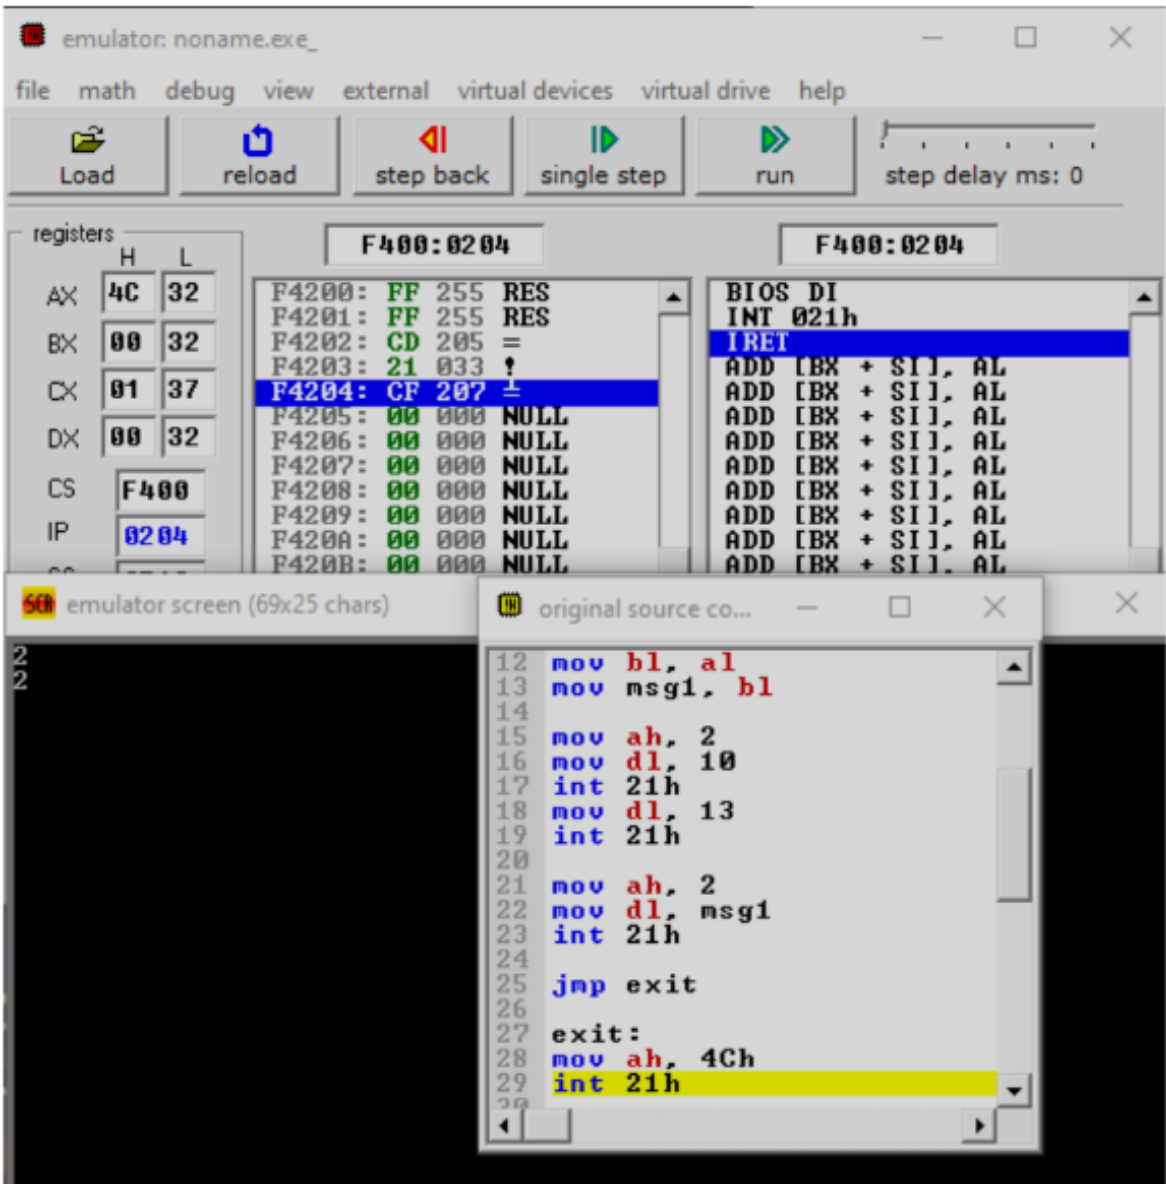 emulator: noname.exe_
file math debug view external virtual devices virtual drive help
Load reload step back single step run step delay ms: 0
registers F400:0204 F400:0204
H L
AX 4C 32
BX 00 32
CX 01 37
DX 00 32
CS F400
IP 0204
F4200: FF 255 RES
F4201: FF 255 RES
F4202: CD 205 =
F4203: 21 033 !
F4204: CF 207 ╧
F4205: 00 000 NULL
F4206: 00 000 NULL
F4207: 00 000 NULL
F4208: 00 000 NULL
F4209: 00 000 NULL
F420A: 00 000 NULL
F420B: 00 000 NULL
BIOS DI
INT 021h
IRET
ADD [BX + SI], AL
ADD [BX + SI], AL
ADD [BX + SI], AL
ADD [BX + SI], AL
ADD [BX + SI], AL
ADD [BX + SI], AL
ADD [BX + SI], AL
ADD [BX + SI], AL
ADD [BX + SI], AL
SCR emulator screen (69x25 chars)
2
2
original source co...
12 mov bl, al
13 mov msg1, bl
14
15 mov ah, 2
16 mov dl, 10
17 int 21h
18 mov dl, 13
19 int 21h
20
21 mov ah, 2
22 mov dl, msg1
23 int 21h
24
25 jmp exit
26
27 exit:
28 mov ah, 4Ch
29 int 21h